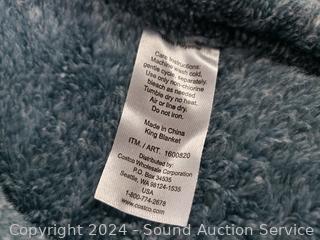 Care Instructions:
Machine wash cold,
gentle cycle, separately.
Use only non-chlorine
bleach as needed
Tumble dry no heat.
Air or line dry.
Do not iron.
Made in China
King Blanket
ITM / ART. 1600820
Distributed by:
Costco Wholesale Corporation
P.O. Box 34535
Seattle, WA 98124-1535
USA
1-800-774-2678
www.costco.com
Copyright 2024 - Sound Auction Service